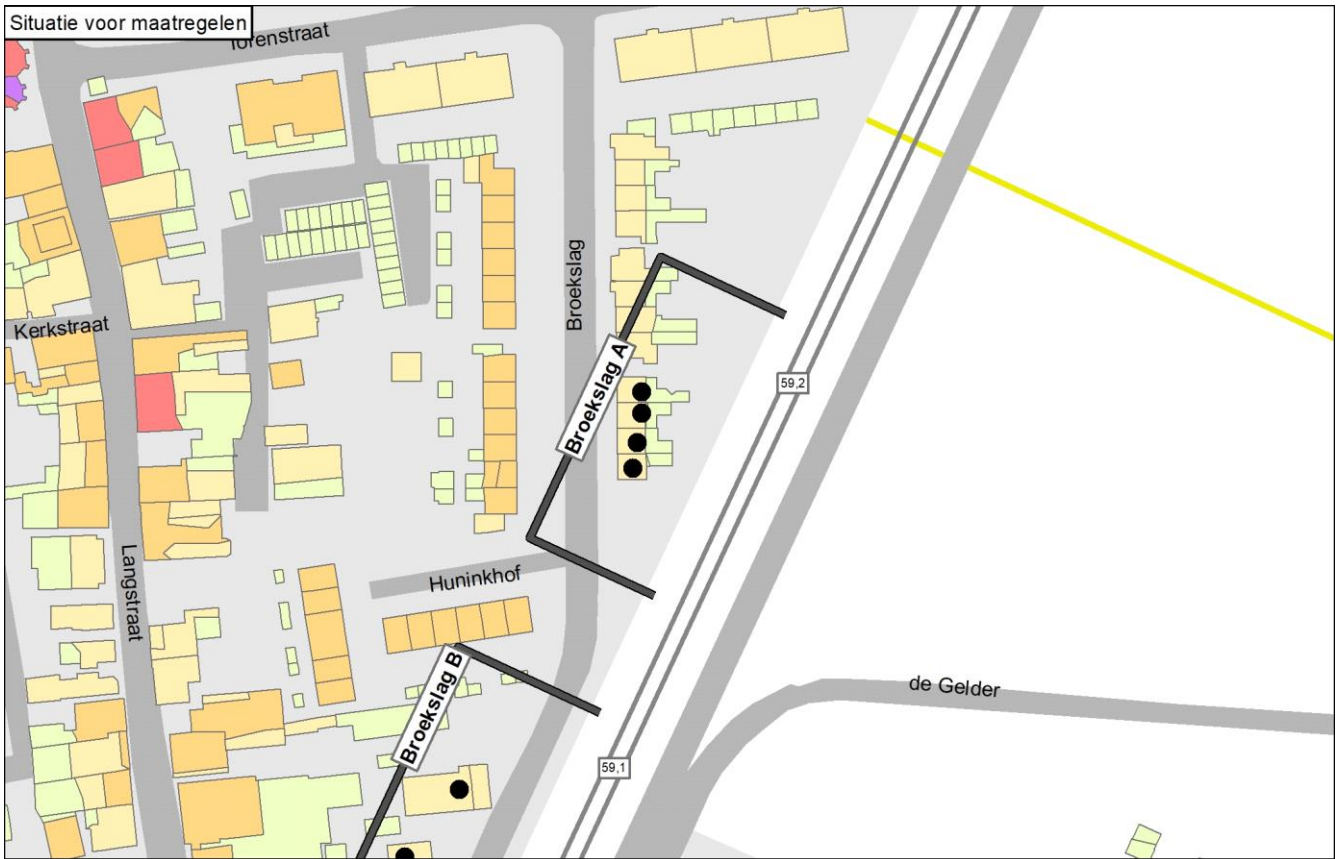 Situatie voor maatregelen
Torenstraat
Broekslag
Kerkstraat
59,2
Broekslag A
Langstraat
Huninkhof
Broekslag B
de Gelder
59,1